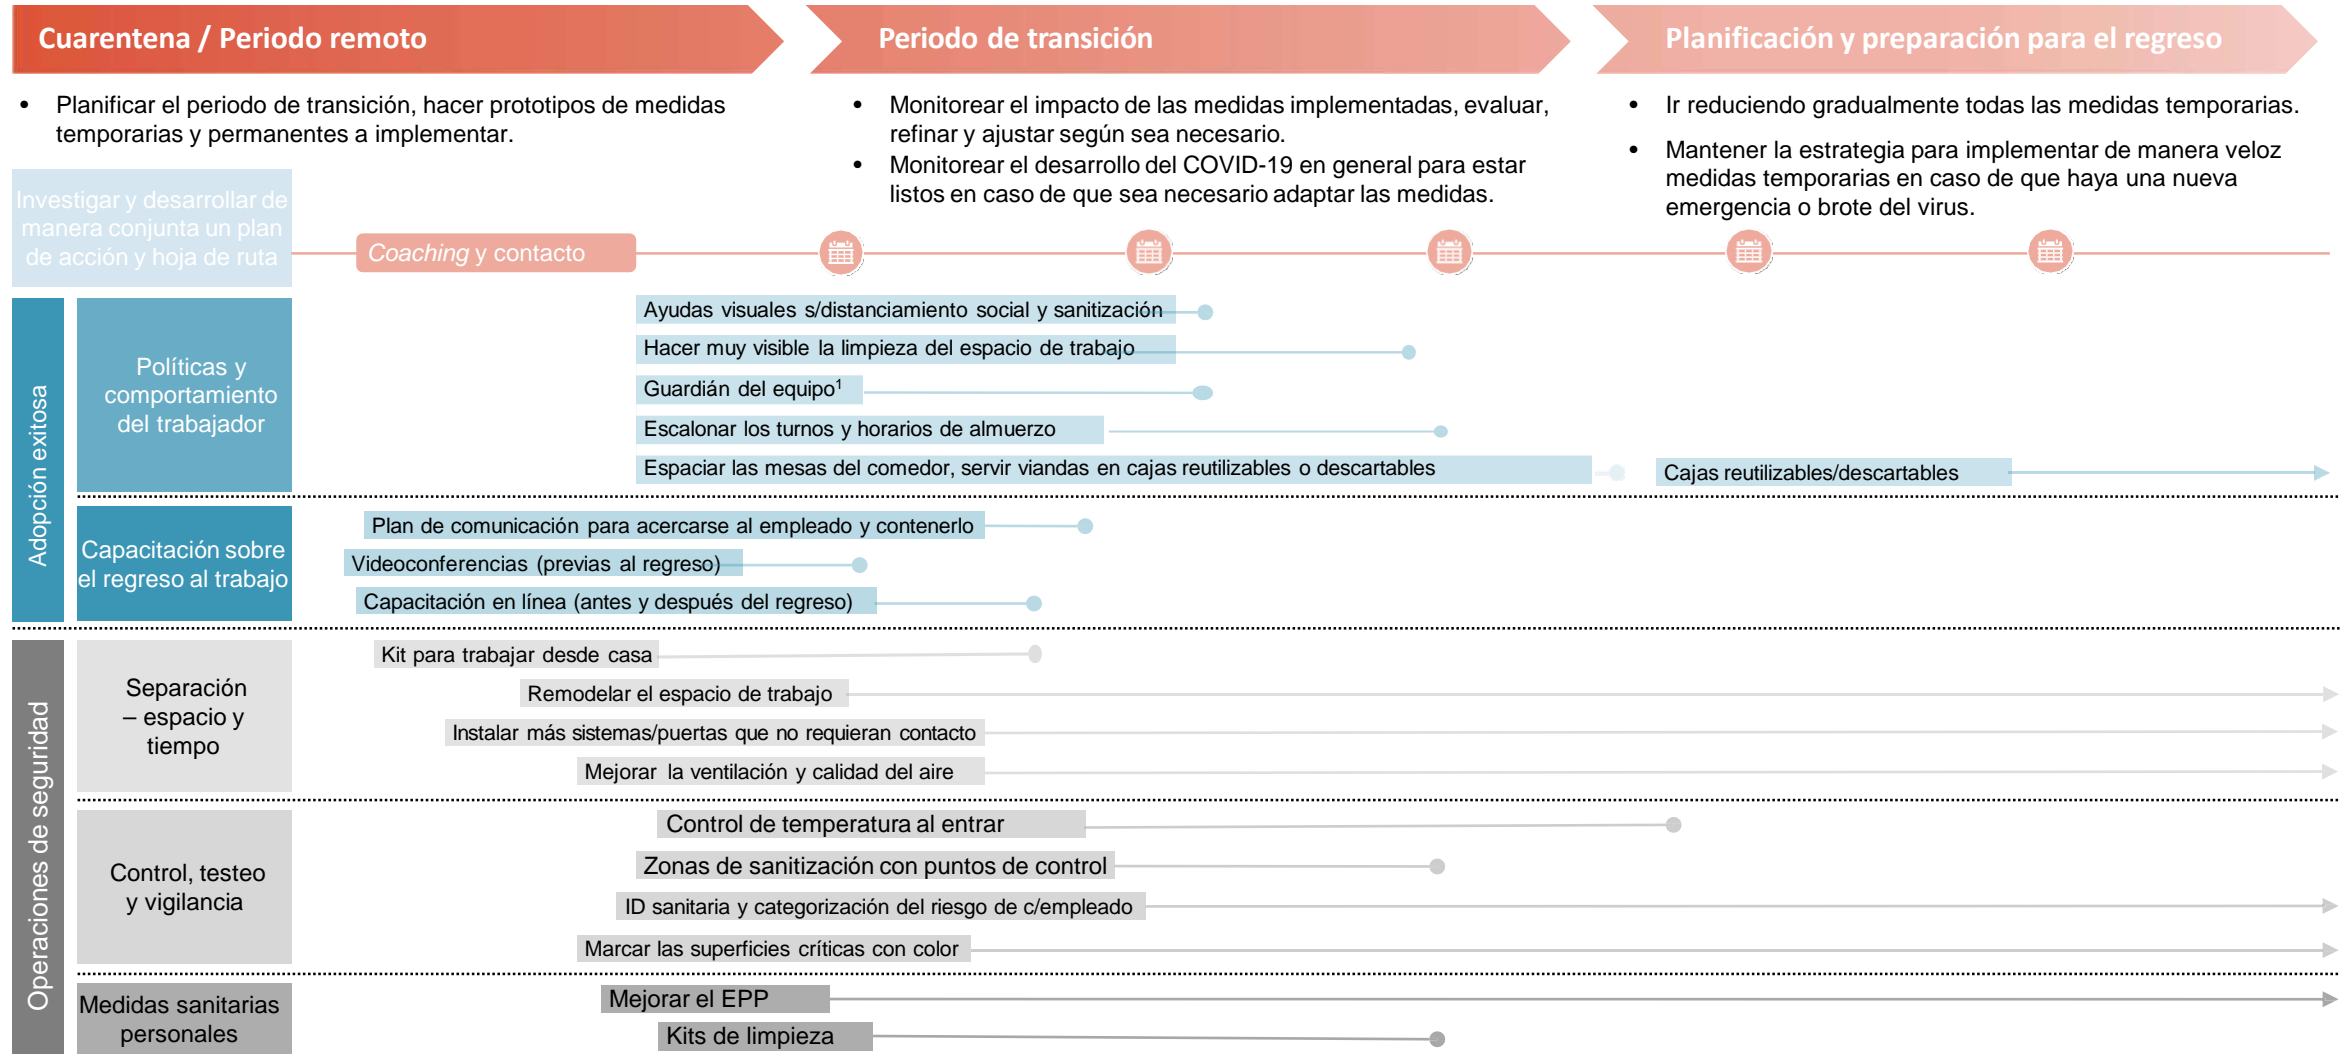 Cuarentena / Periodo remoto
Periodo de transición
Planificación y preparación para el regreso
• Planificar el periodo de transición, hacer prototipos de medidas
temporarias y permanentes a implementar.
• Monitorear el impacto de las medidas implementadas, evaluar,
refinar y ajustar según sea necesario.
• Monitorear el desarrollo del COVID-19 en general para estar
listos en caso de que sea necesario adaptar las medidas.
• Ir reduciendo gradualmente todas las medidas temporarias.
• Mantener la estrategia para implementar de manera veloz
medidas temporarias en caso de que haya una nueva
emergencia o brote del virus.
Investigar y desarrollar de
manera conjunta un plan
de acción y hoja de ruta
Coaching y contacto
Adopción exitosa
Políticas y
comportamiento
del trabajador
Ayudas visuales s/distanciamiento social y sanitización
Hacer muy visible la limpieza del espacio de trabajo
Guardián del equipo¹
Escalonar los turnos y horarios de almuerzo
Espaciar las mesas del comedor, servir viandas en cajas reutilizables o descartables
Cajas reutilizables/descartables
Capacitación sobre
el regreso al trabajo
Plan de comunicación para acercarse al empleado y contenerlo
Videoconferencias (previas al regreso)
Capacitación en línea (antes y después del regreso)
Operaciones de seguridad
Separación
– espacio y
tiempo
Kit para trabajar desde casa
Remodelar el espacio de trabajo
Instalar más sistemas/puertas que no requieran contacto
Mejorar la ventilación y calidad del aire
Control, testeo
y vigilancia
Control de temperatura al entrar
Zonas de sanitización con puntos de control
ID sanitaria y categorización del riesgo de c/empleado
Marcar las superficies críticas con color
Medidas sanitarias
personales
Mejorar el EPP
Kits de limpieza